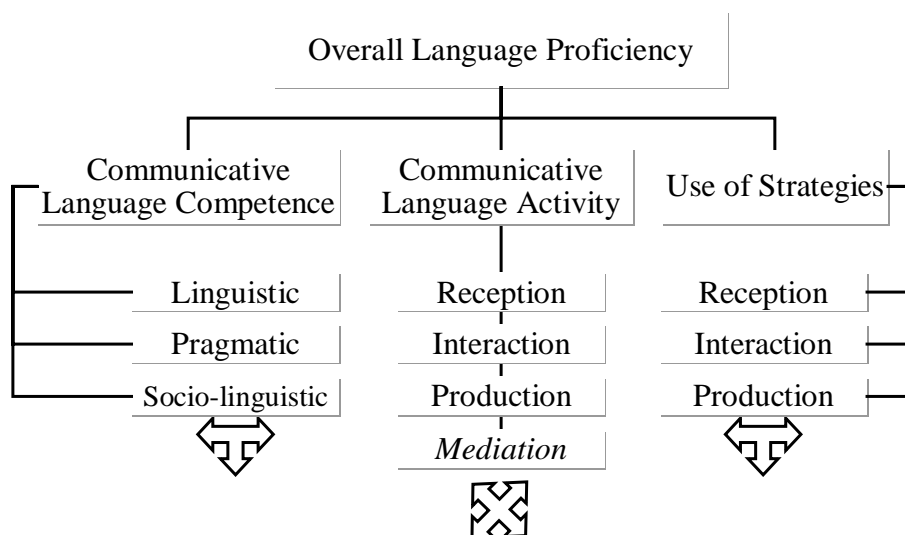 Overall Language Proficiency
Communicative
Language Competence
Communicative
Language Activity
Use of Strategies
Linguistic
Reception
Reception
Pragmatic
Interaction
Interaction
Socio-linguistic
Production
Production
Mediation